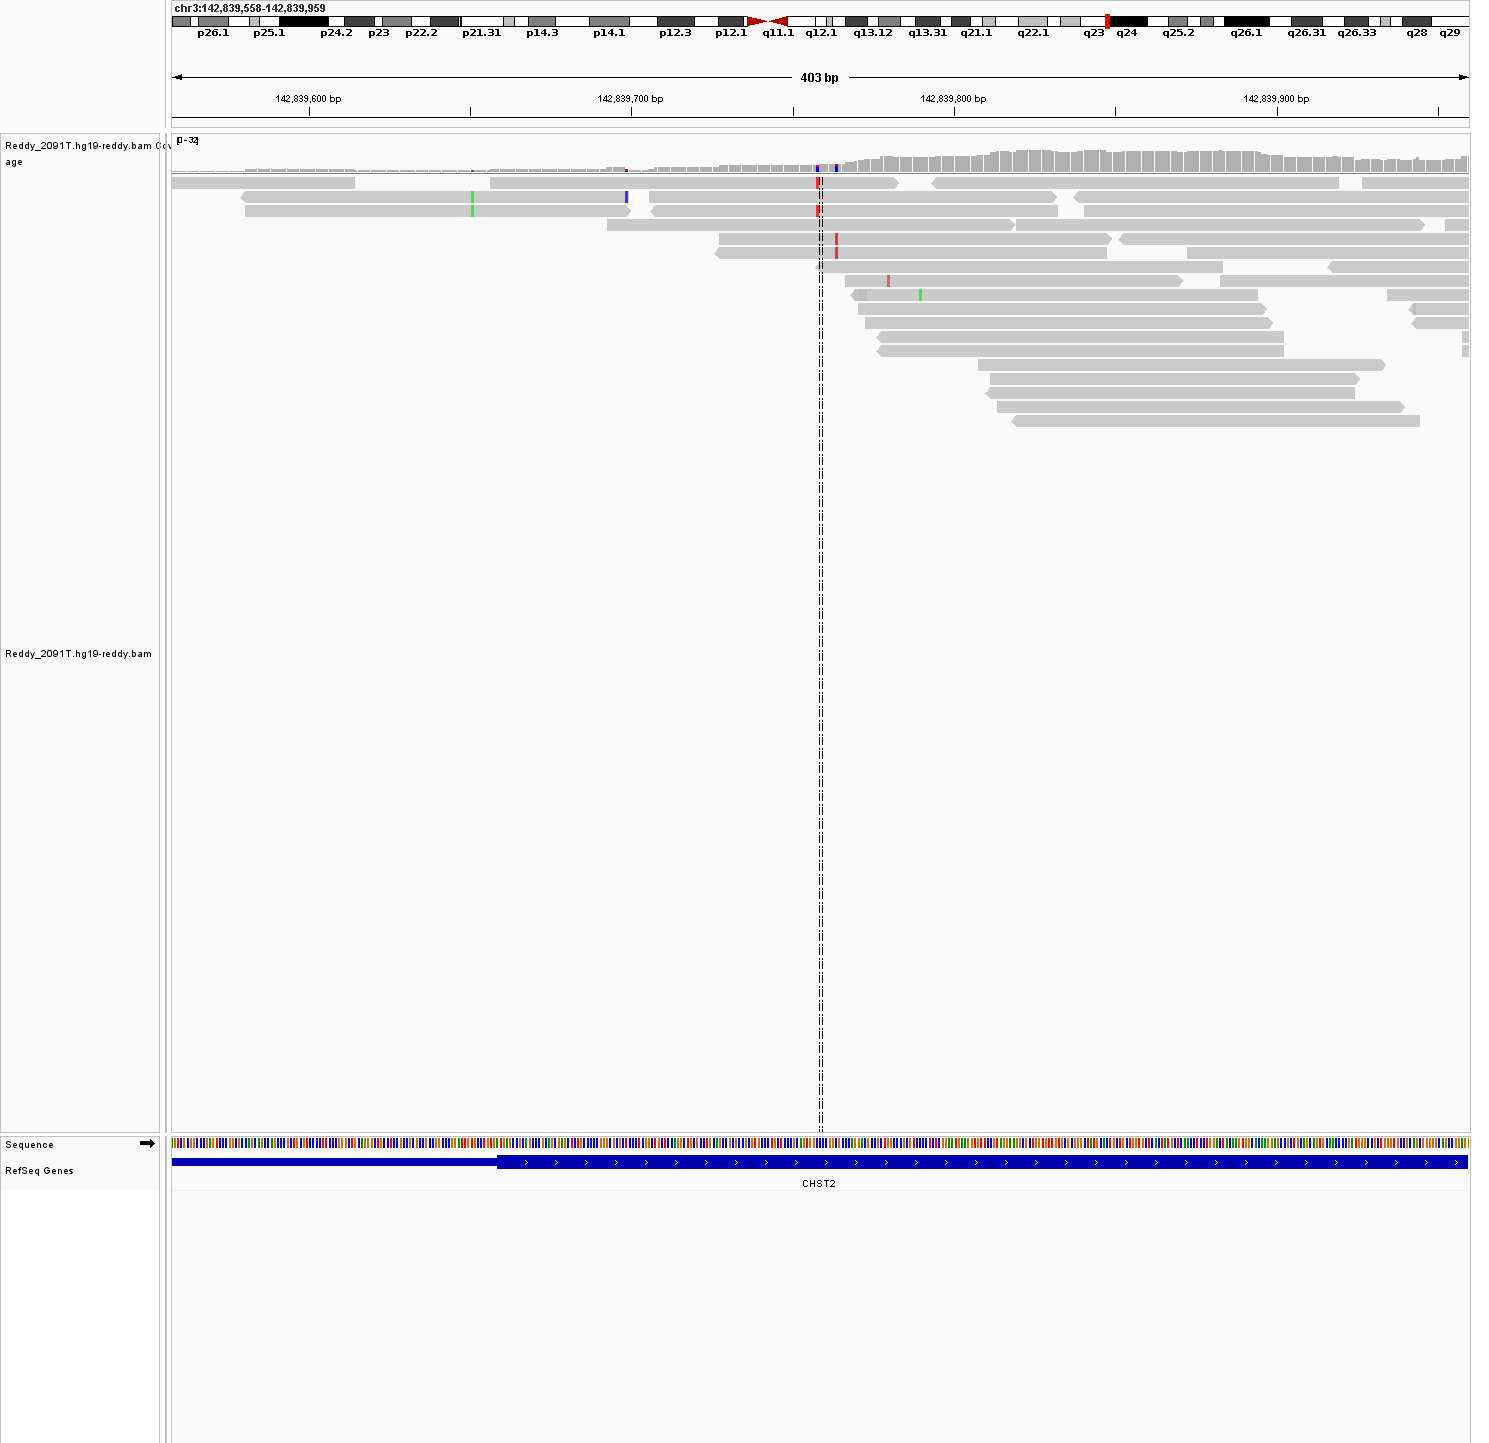 chr3:142,839,558-142,839,959
p26.1 p25.1 p24.2 p23 p22.2 p21.31 p14.3 p14.1 p12.3 p12.1 q11.1 q12.1 q13.12 q13.31 q21.1 q22.1 q23 q24 q25.2 q26.1 q26.31 q26.33 q28 q29
403 bp
142,839,600 bp 142,839,700 bp 142,839,800 bp 142,839,900 bp
Reddy_2091T.hg19-reddy.bam Cov
age
[0-32]
Reddy_2091T.hg19-reddy.bam
Sequence
RefSeq Genes
CHST2